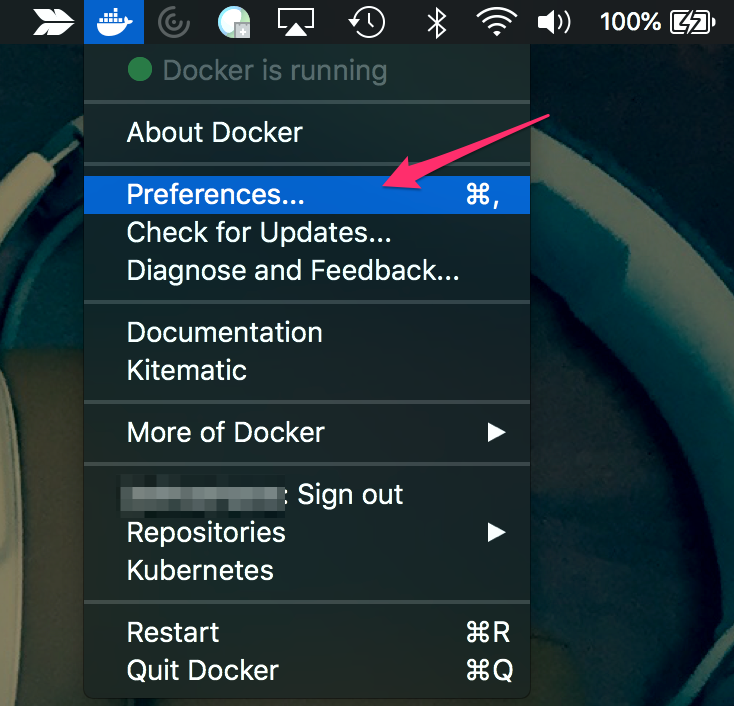 100%
Docker is running
About Docker
Preferences... ⌘,
Check for Updates...
Diagnose and Feedback...
Documentation
Kitematic
More of Docker ▶
: Sign out
Repositories ▶
Kubernetes
Restart ⌘R
Quit Docker ⌘Q